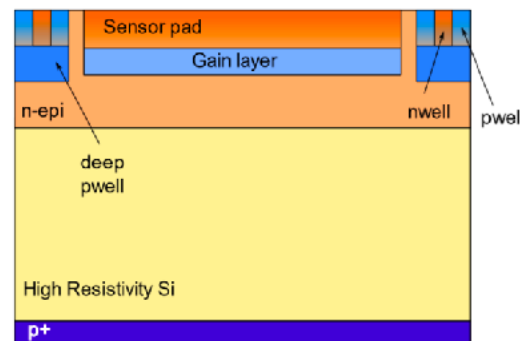 Sensor pad
Gain layer
n-epi
nwell
pwel
deep
pwell
High Resistivity Si
p+